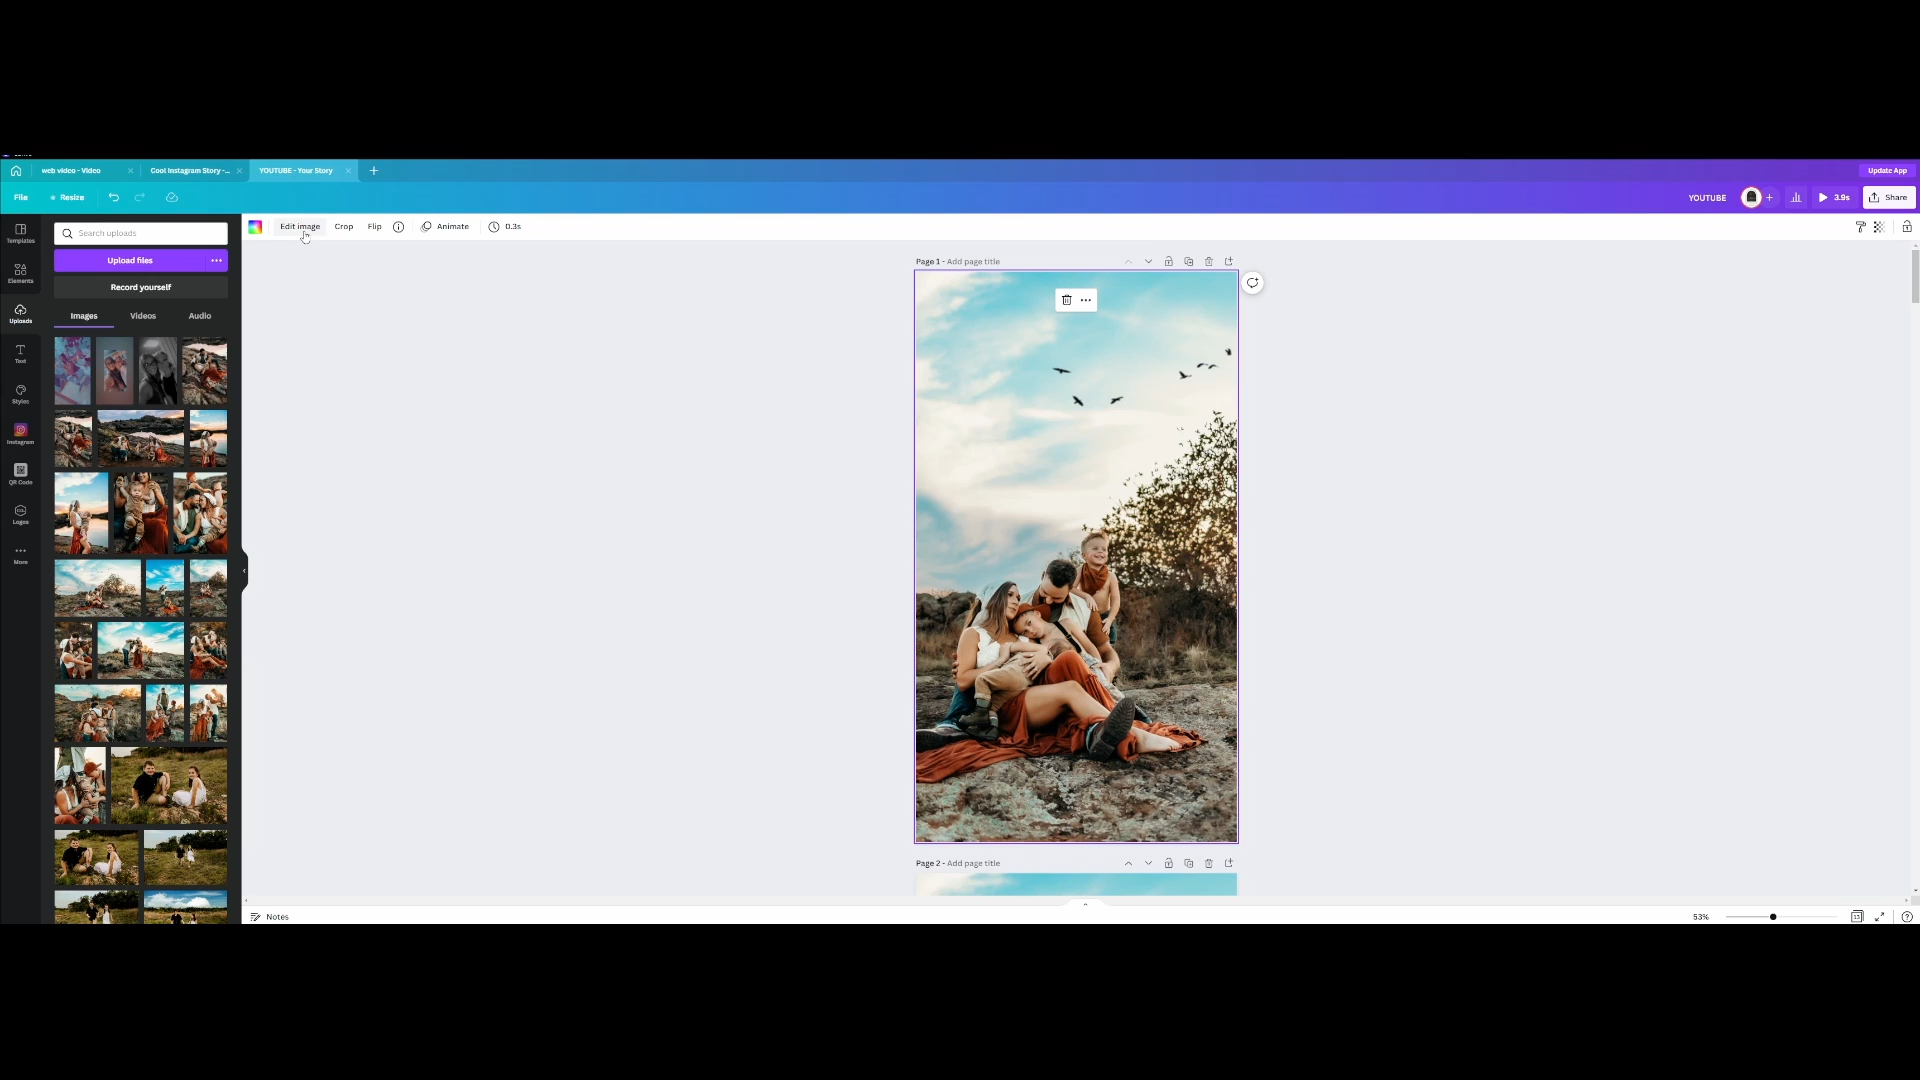 web video - Video
Cool Instagram Story -...
YOUTUBE - Your Story
Update App
File
Resize
YOUTUBE
3.9s
Share
Templates
Elements
Uploads
Text
Styles
Instagram
QR Code
Logos
More
Search uploads
Upload files
Record yourself
Images
Videos
Audio
Edit image
Crop
Flip
Animate
0.3s
Page 1 - Add page title
Page 2 - Add page title
Notes
53%
13